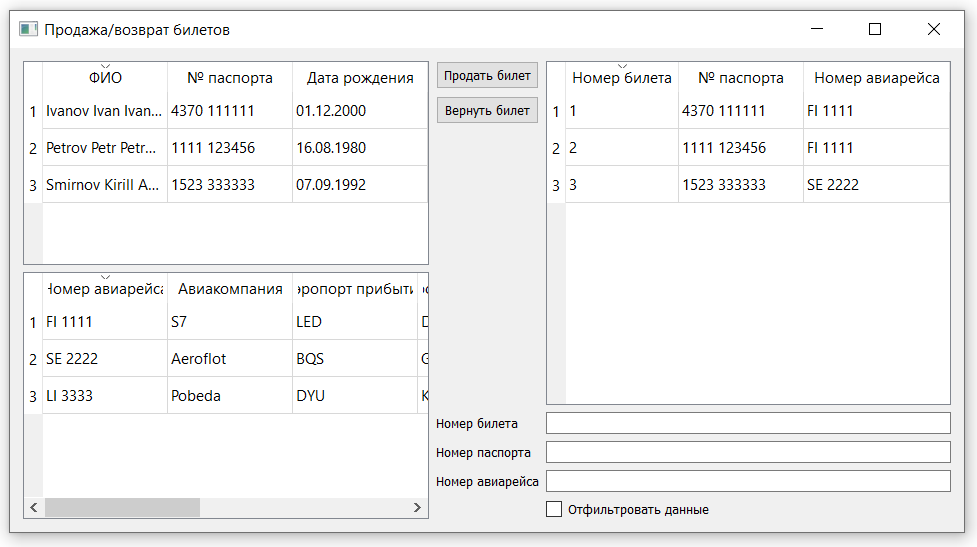 Продажа/возврат билетов
ФИО № паспорта Дата рождения
1 Ivanov Ivan Ivan... 4370 111111 01.12.2000
2 Petrov Petr Petr... 1111 123456 16.08.1980
3 Smirnov Kirill A... 1523 333333 07.09.1992
Продать билет
Вернуть билет
Номер билета № паспорта Номер авиарейса
1 1 4370 111111 FI 1111
2 2 1111 123456 FI 1111
3 3 1523 333333 SE 2222
Номер авиарейса Авиакомпания эропорт прибыти
1 FI 1111 S7 LED D
2 SE 2222 Aeroflot BQS G
3 LI 3333 Pobeda DYU K
Номер билета
Номер паспорта
Номер авиарейса
Отфильтровать данные